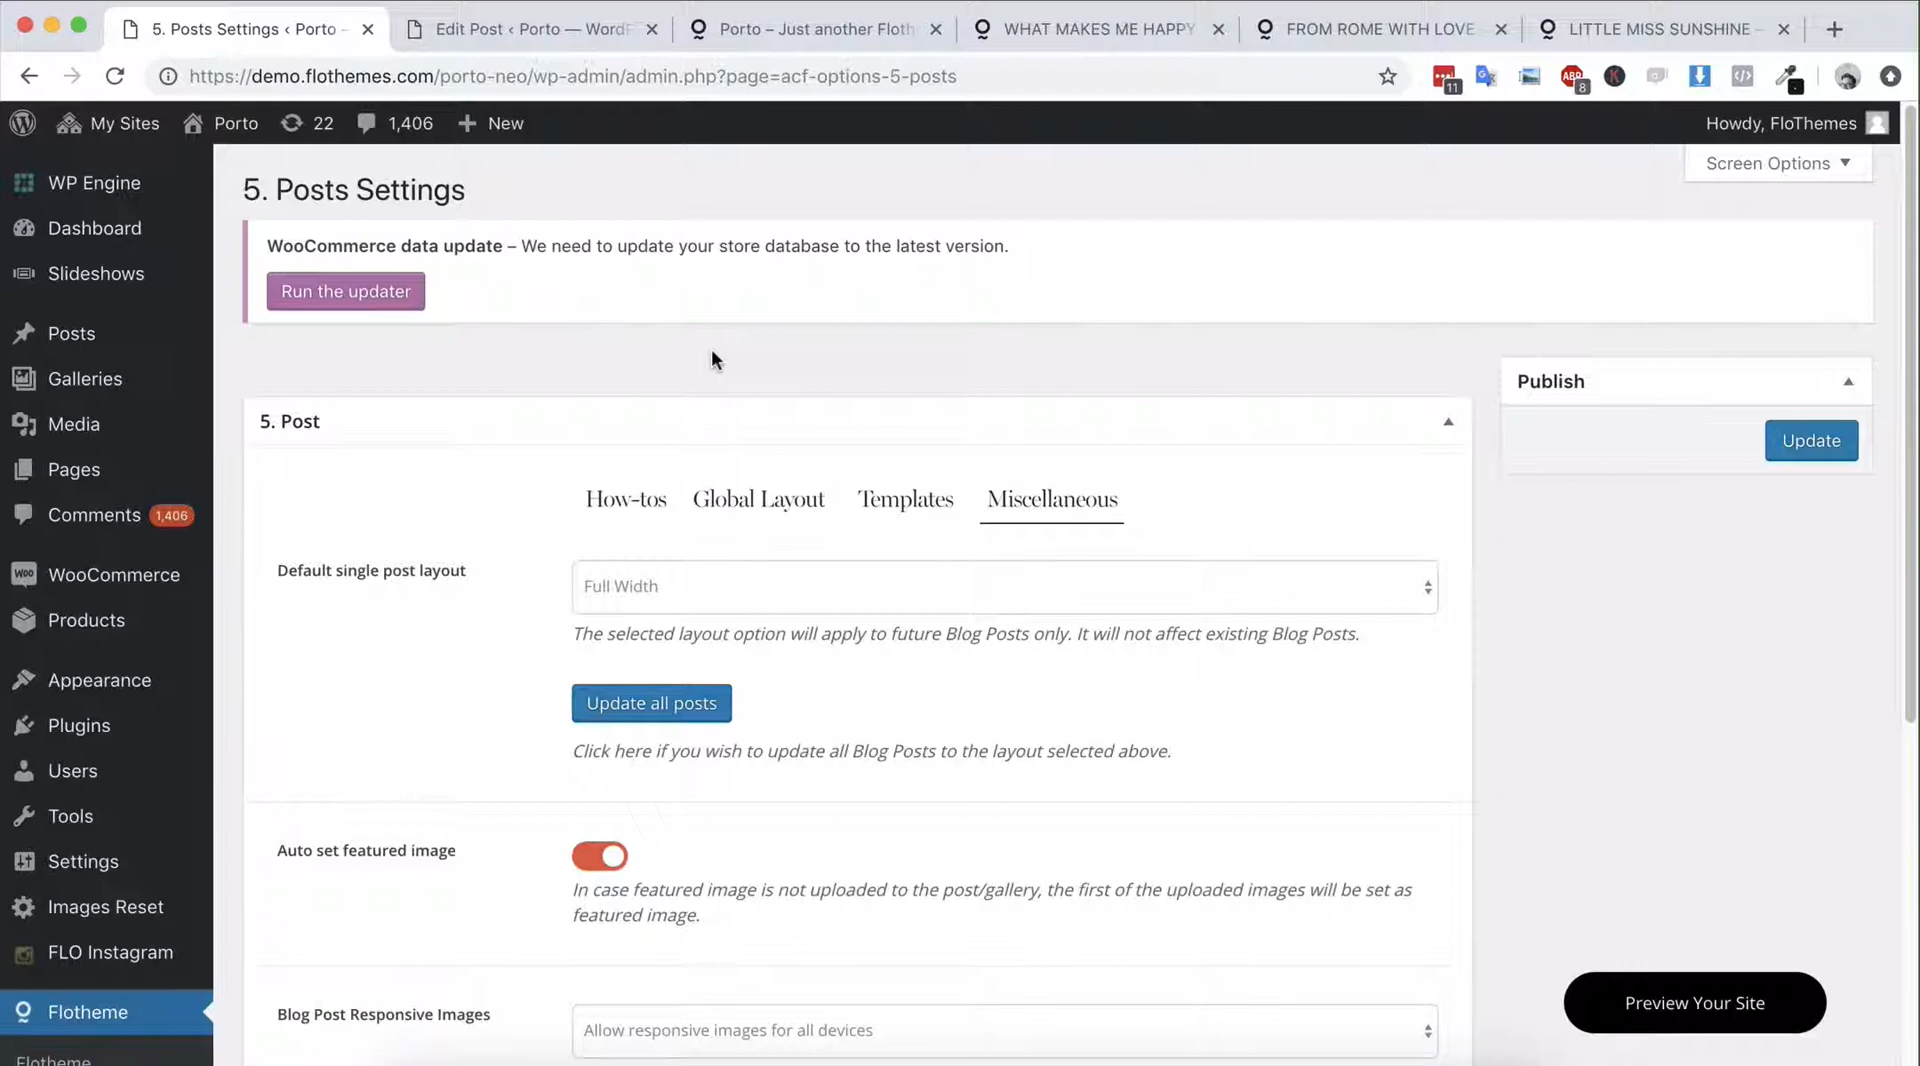 5. Posts Settings ‹ Porto –
Edit Post ‹ Porto — WordF
Porto – Just another Floth
WHAT MAKES ME HAPPY
FROM ROME WITH LOVE
LITTLE MISS SUNSHINE –
https://demo.flothemes.com/porto-neo/wp-admin/admin.php?page=acf-options-5-posts
11
ABP
8
K
My Sites
Porto
22
1,406
New
Howdy, FloThemes
Screen Options
WP Engine
Dashboard
Slideshows
Posts
Galleries
Media
Pages
Comments 1,406
WooCommerce
Products
Appearance
Plugins
Users
Tools
Settings
Images Reset
FLO Instagram
Flotheme
Flotheme
5. Posts Settings
WooCommerce data update – We need to update your store database to the latest version.
Run the updater
5. Post
How-tos
Global Layout
Templates
Miscellaneous
Default single post layout
Full Width
The selected layout option will apply to future Blog Posts only. It will not affect existing Blog Posts.
Update all posts
Click here if you wish to update all Blog Posts to the layout selected above.
Auto set featured image
In case featured image is not uploaded to the post/gallery, the first of the uploaded images will be set as
featured image.
Blog Post Responsive Images
Allow responsive images for all devices
Publish
Update
Preview Your Site